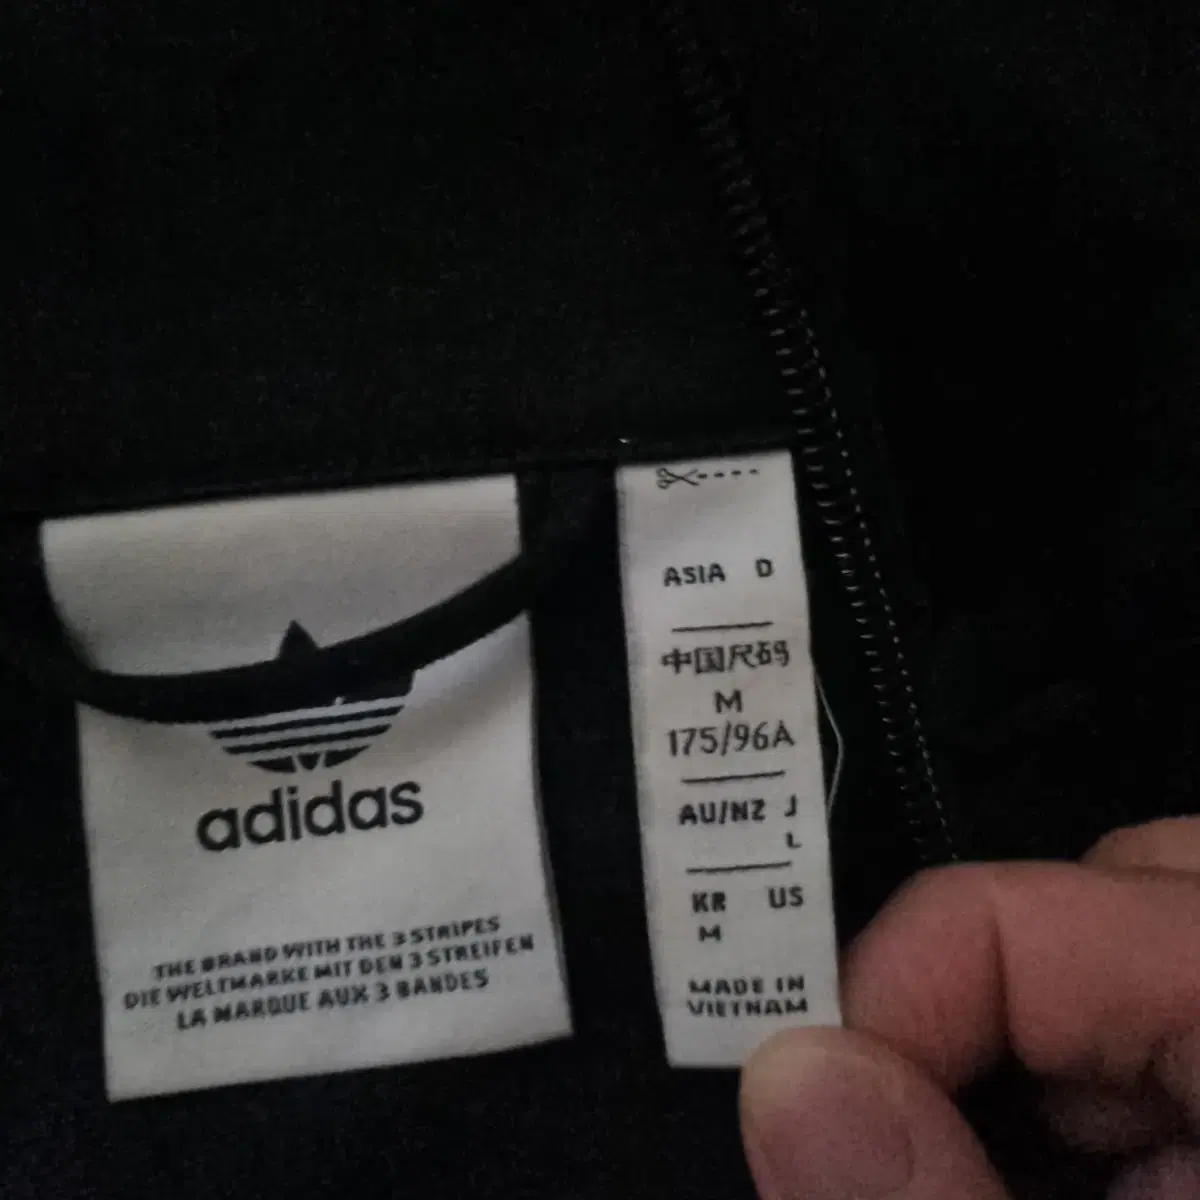 adidas
THE BRAND WITH THE 3 STRIPES
DIE WELTMARKE MIT DEN 3 STREIFEN
LA MARQUE AUX 3 BANDES
ASIA D
中国尺码
M
175/96A
AU/NZ J
L
KR US
M
MADE IN
VIETNAM